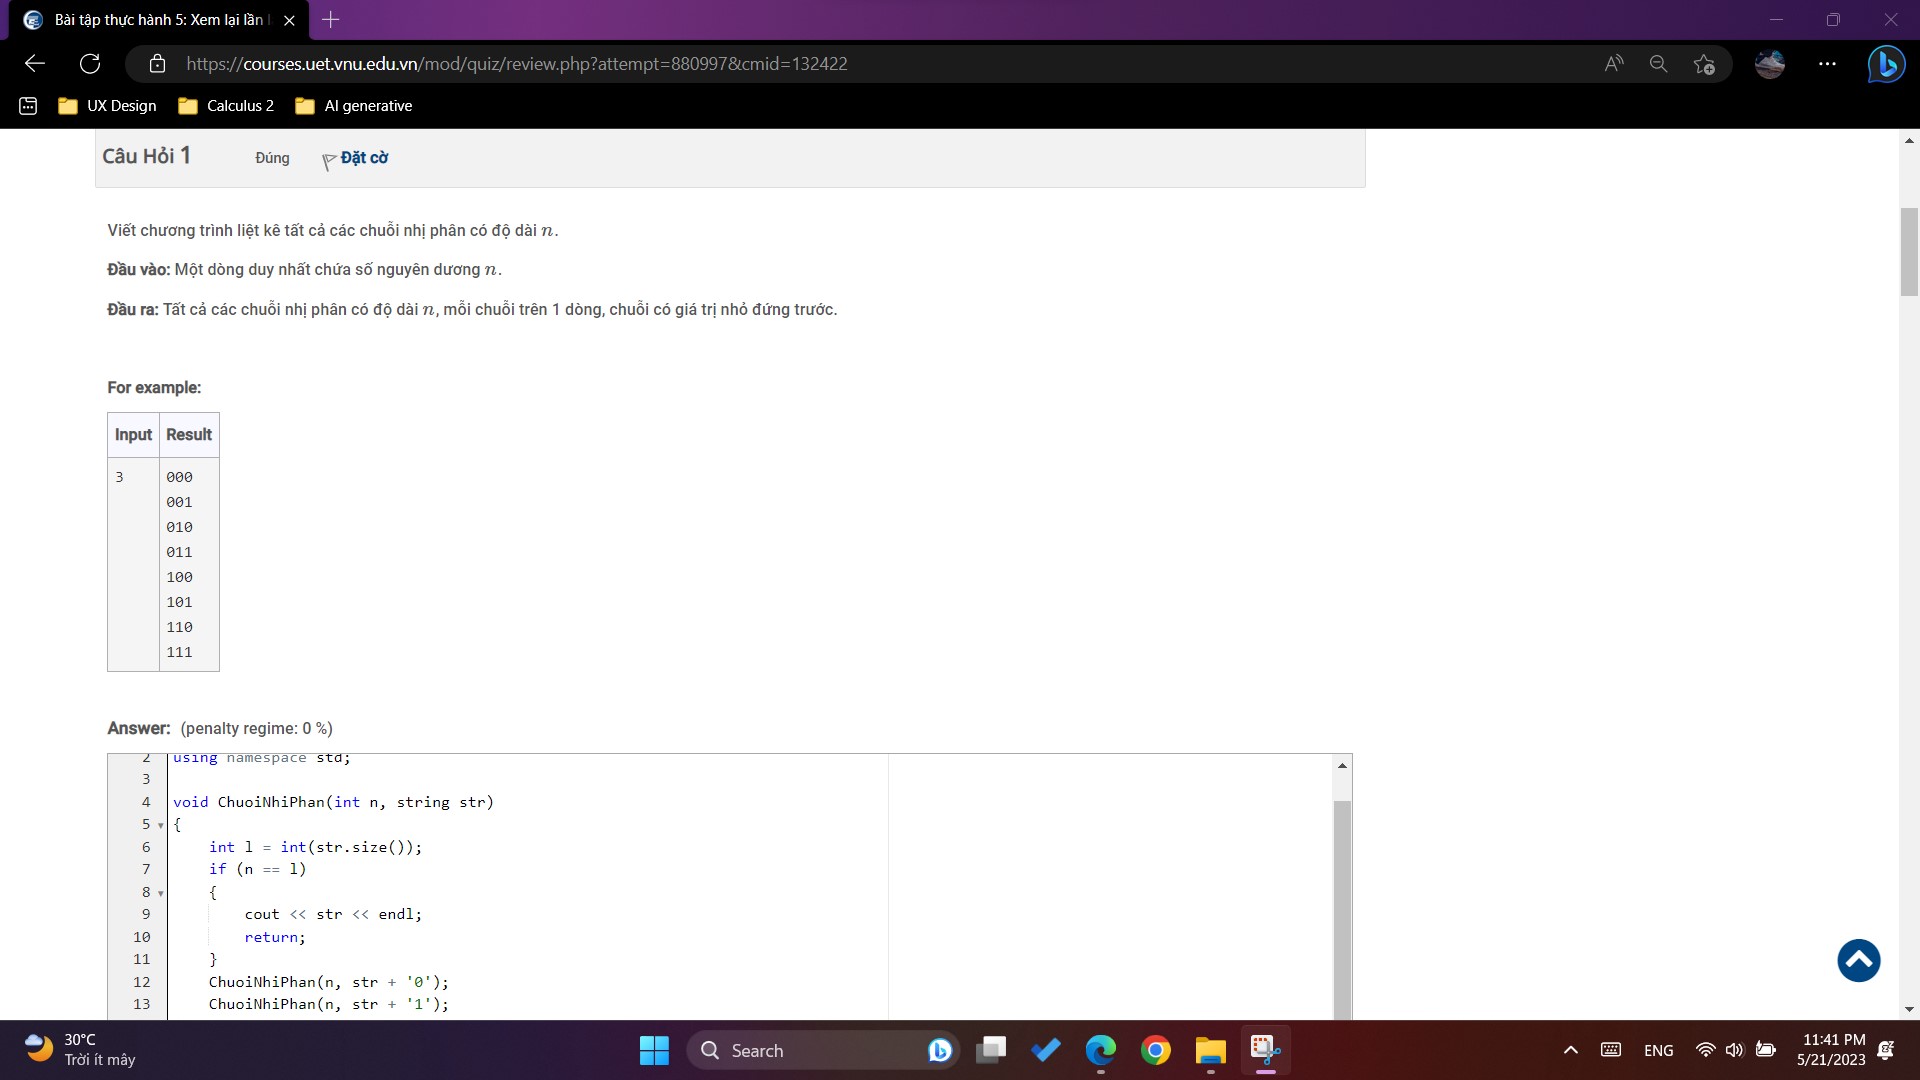 Bài tập thực hành 5: Xem lại lần l
https://courses.uet.vnu.edu.vn/mod/quiz/review.php?attempt=880997&cmid=132422
UX Design
Calculus 2
AI generative
Câu Hỏi 1
Đúng
Đặt cờ
Viết chương trình liệt kê tất cả các chuỗi nhị phân có độ dài n.
Đầu vào: Một dòng duy nhất chứa số nguyên dương n.
Đầu ra: Tất cả các chuỗi nhị phân có độ dài n, mỗi chuỗi trên 1 dòng, chuỗi có giá trị nhỏ đứng trước.
For example:
Input Result
3 000
001
010
011
100
101
110
111
Answer: (penalty regime: 0 %)
2 using namespace std;
3
4 void ChuoiNhiPhan(int n, string str)
5 {
6 int l = int(str.size());
7 if (n == l)
8 {
9 cout << str << endl;
10 return;
11 }
12 ChuoiNhiPhan(n, str + '0');
13 ChuoiNhiPhan(n, str + '1');
30°C
Trời ít mây
Search
ENG
11:41 PM
5/21/2023